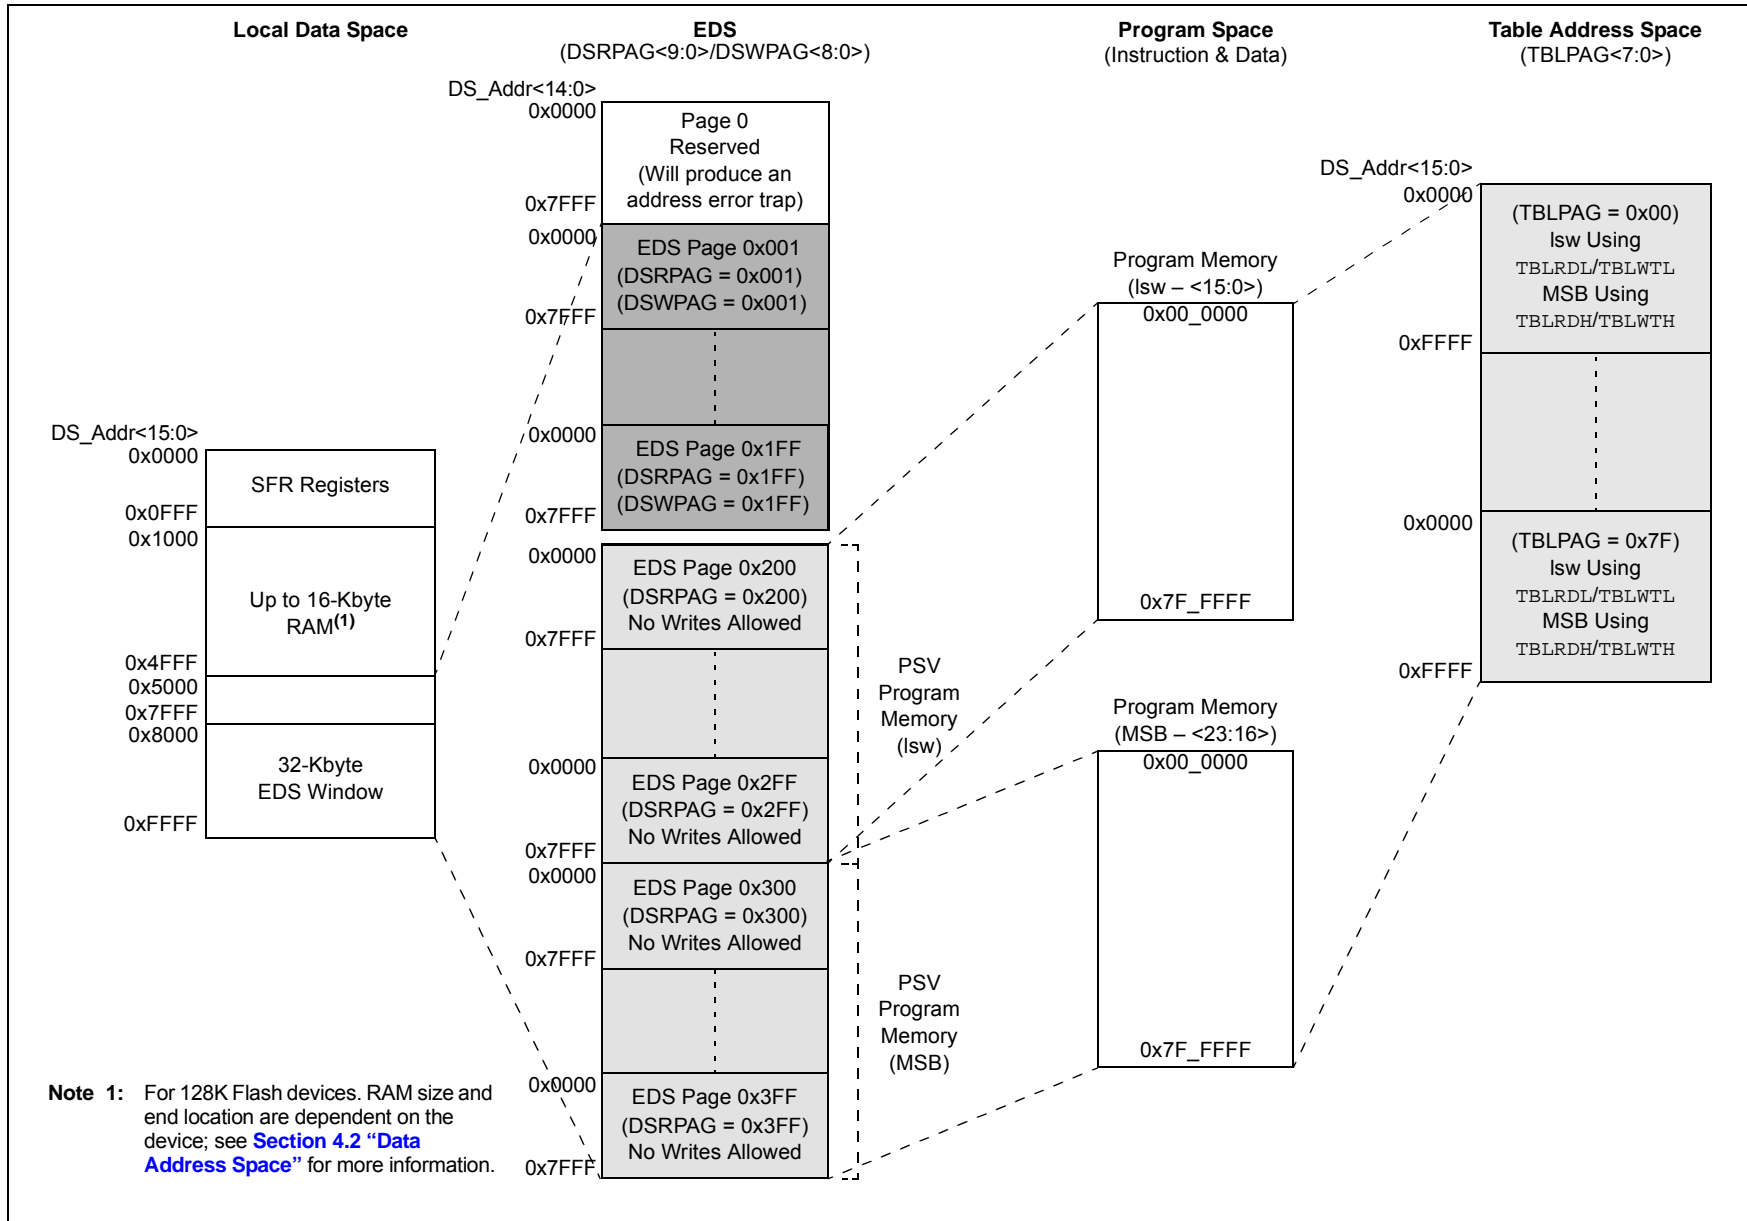 Local Data Space
EDS
(DSRPAG<9:0>/DSWPAG<8:0>)
Program Space
(Instruction & Data)
Table Address Space
(TBLPAG<7:0>)
DS_Addr<15:0>
0x0000
SFR Registers
0x0FFF
0x1000
Up to 16-Kbyte
RAM(1)
0x4FFF
0x5000
0x7FFF
0x8000
32-Kbyte
EDS Window
0xFFFF
DS_Addr<14:0>
0x0000
Page 0
Reserved
(Will produce an
address error trap)
0x7FFF
0x0000
EDS Page 0x001
(DSRPAG = 0x001)
(DSWPAG = 0x001)
0x7FFF
0x0000
EDS Page 0x1FF
(DSRPAG = 0x1FF)
(DSWPAG = 0x1FF)
0x7FFF
0x0000
EDS Page 0x200
(DSRPAG = 0x200)
No Writes Allowed
0x7FFF
0x0000
EDS Page 0x2FF
(DSRPAG = 0x2FF)
No Writes Allowed
0x7FFF
0x0000
EDS Page 0x300
(DSRPAG = 0x300)
No Writes Allowed
0x7FFF
0x0000
EDS Page 0x3FF
(DSRPAG = 0x3FF)
No Writes Allowed
0x7FFF
PSV
Program
Memory
(lsw)
PSV
Program
Memory
(MSB)
Program Memory
(lsw – <15:0>)
0x00_0000
0x7F_FFFF
Program Memory
(MSB – <23:16>)
0x00_0000
0x7F_FFFF
DS_Addr<15:0>
0x0000
(TBLPAG = 0x00)
lsw Using
TBLRDL/TBLWTL
MSB Using
TBLRDH/TBLWTH
0xFFFF
0x0000
(TBLPAG = 0x7F)
lsw Using
TBLRDL/TBLWTL
MSB Using
TBLRDH/TBLWTH
0xFFFF
Note 1: For 128K Flash devices. RAM size and
end location are dependent on the
device; see Section 4.2 “Data
Address Space” for more information.